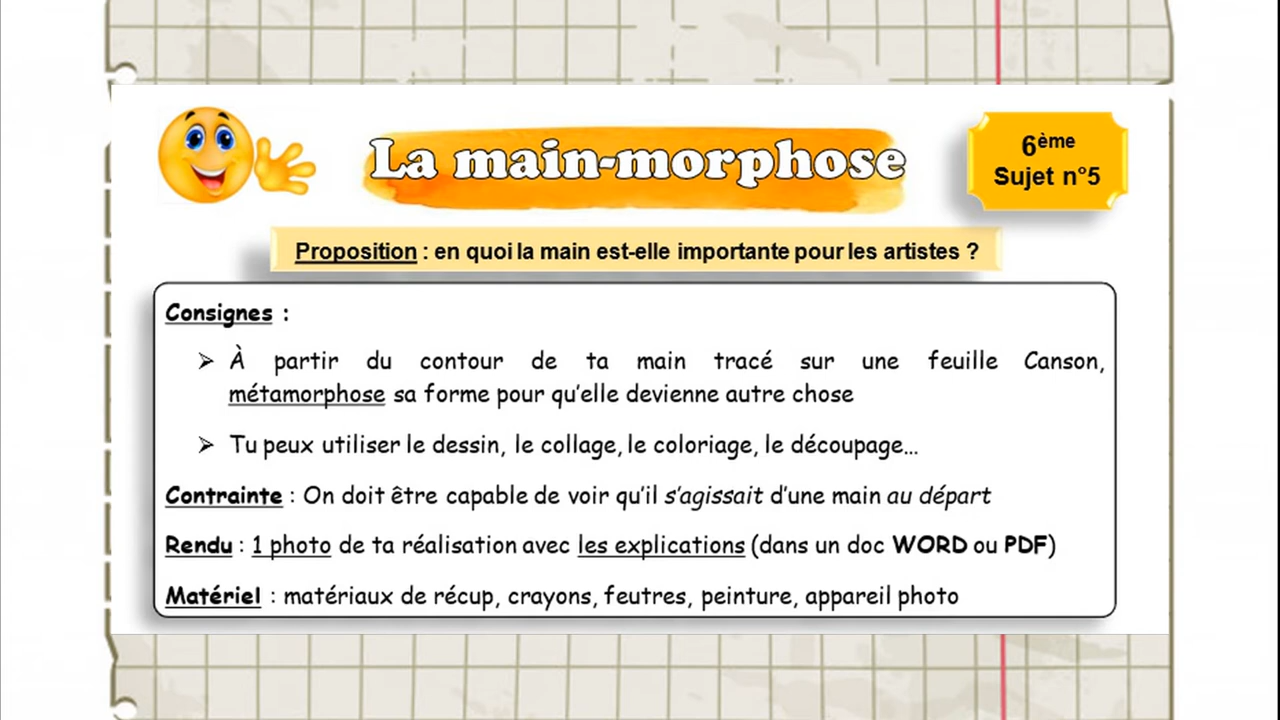 La main-morphose
6ème
Sujet n°5
Proposition : en quoi la main est-elle importante pour les artistes ?
Consignes :
➢ À partir du contour de ta main tracé sur une feuille Canson,
métamorphose sa forme pour qu'elle devienne autre chose
➢ Tu peux utiliser le dessin, le collage, le coloriage, le découpage…
Contrainte : On doit être capable de voir qu'il s'agissait d'une main au départ
Rendu : 1 photo de ta réalisation avec les explications (dans un doc WORD ou PDF)
Matériel : matériaux de récup, crayons, feutres, peinture, appareil photo